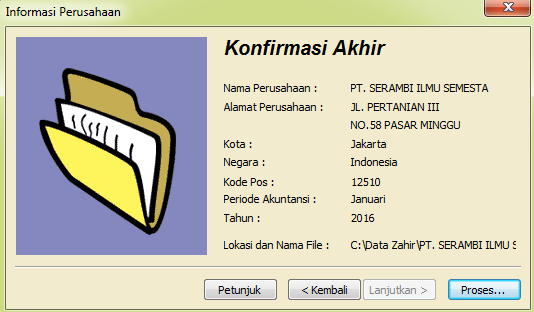 Informasi Perusahaan
Konfirmasi Akhir
Nama Perusahaan : PT. SERAMBI ILMU SEMESTA
Alamat Perusahaan : JL. PERTANIAN III
NO.58 PASAR MINGGU
Kota : Jakarta
Negara : Indonesia
Kode Pos : 12510
Periode Akuntansi : Januari
Tahun : 2016
Lokasi dan Nama File : C:\Data Zahir\PT. SERAMBI ILMU S
Petunjuk < Kembali Lanjutkan > Proses...